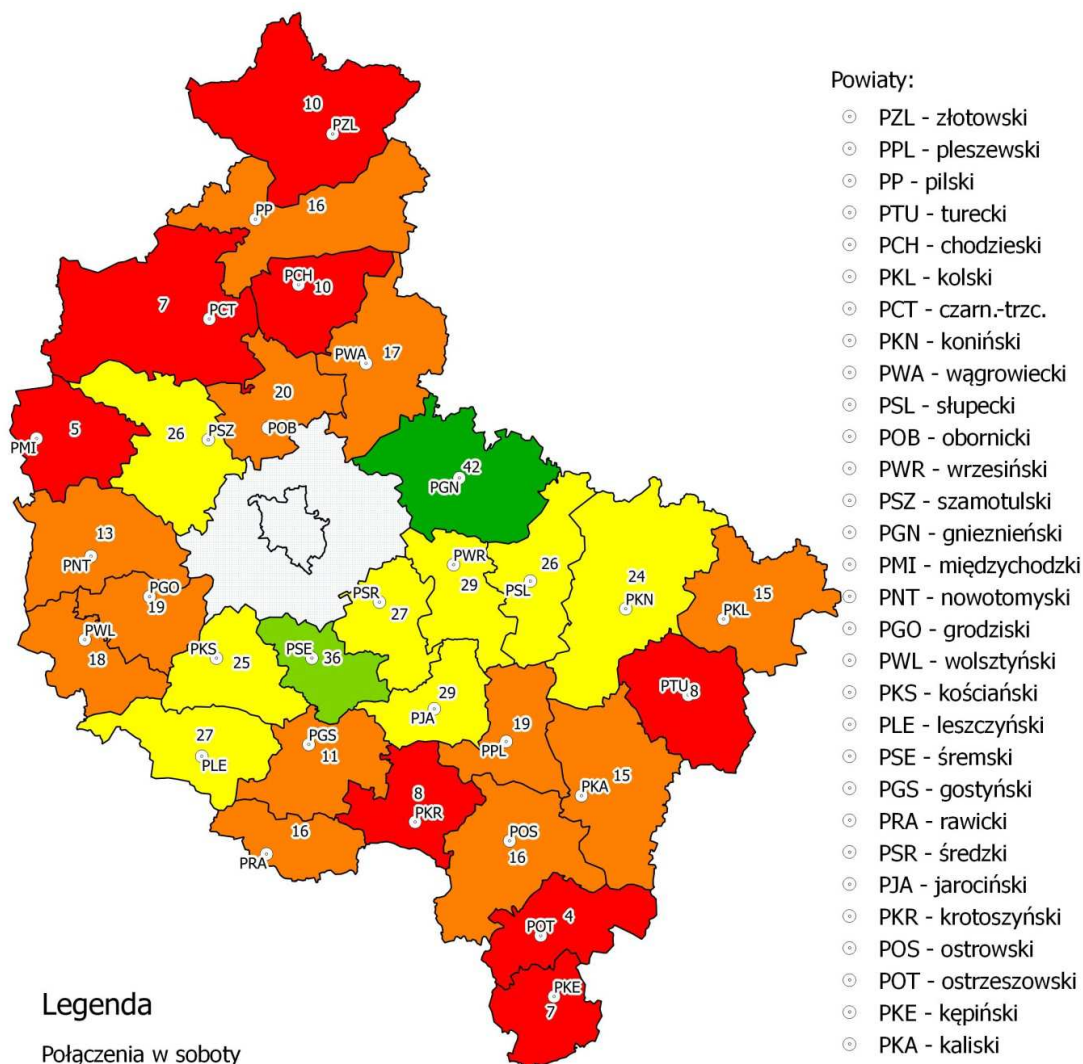 Powiaty:
PZL - złotowski
PPL - pleszewski
PP - pilski
PTU - turecki
PCH - chodzieski
PKL - kolski
PCT - czarn.-trzc.
PKN - koniński
PWA - wągrowiecki
PSL - słupecki
POB - obornicki
PWR - wrzesiński
PSZ - szamotulski
PGN - gnieznieński
PMI - międzychodzki
PNT - nowotomyski
PGO - grodziski
PWL - wolsztyński
PKS - kościański
PLE - leszczyński
PSE - śremski
PGS - gostyński
PRA - rawicki
PSR - średzki
PJA - jarociński
PKR - krotoszyński
POS - ostrowski
POT - ostrzeszowski
PKE - kępiński
PKA - kaliski
10
PZL
16
PP
PCH
10
7
PCT
PWA
17
20
POB
5
PMI
26
PSZ
42
PGN
13
PNT
PGO
19
PWL
18
PKS
25
PSE
36
PSR
27
PWR
29
PSL
26
24
PKN
15
PKL
PTU
8
27
PLE
PGS
11
29
PJA
19
PPL
15
PKA
8
PKR
16
PRA
POS
16
4
POT
PKE
7
Legenda
Połączenia w soboty